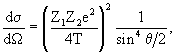 dσ/dΩ = (Z₁Z₂e²/4T)² 1/sin⁴ θ/2,